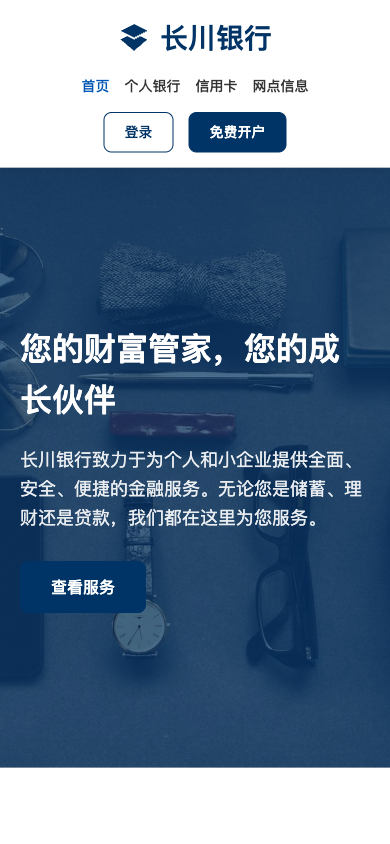 长川银行
首页 个人银行 信用卡 网点信息
登录 免费开户
您的财富管家，您的成
长伙伴
长川银行致力于为个人和小企业提供全面、
安全、便捷的金融服务。无论您是储蓄、理
财还是贷款，我们都在这里为您服务。
查看服务